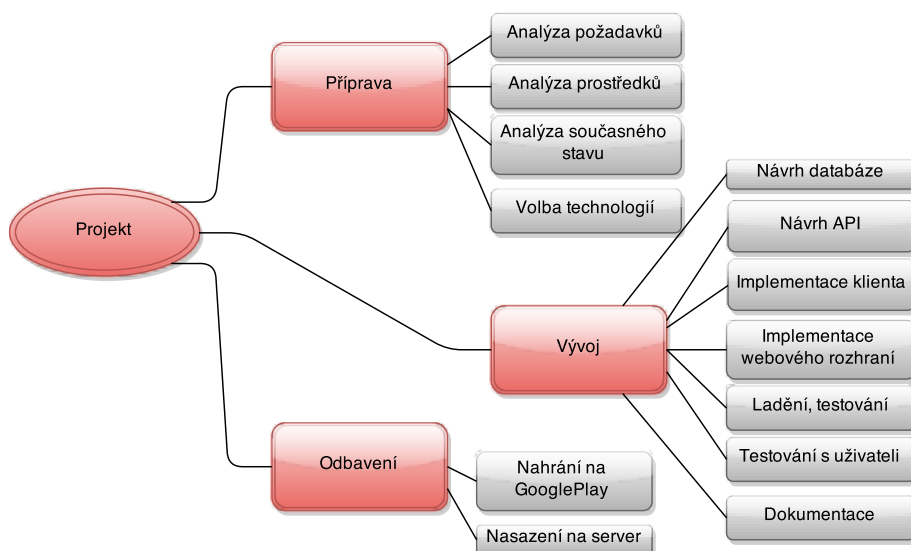 Projekt
Příprava
Analýza požadavků
Analýza prostředků
Analýza současného
stavu
Volba technologií
Vývoj
Návrh databáze
Návrh API
Implementace klienta
Implementace
webového rozhraní
Ladění, testování
Testování s uživateli
Dokumentace
Odbavení
Nahrání na
GooglePlay
Nasazení na server